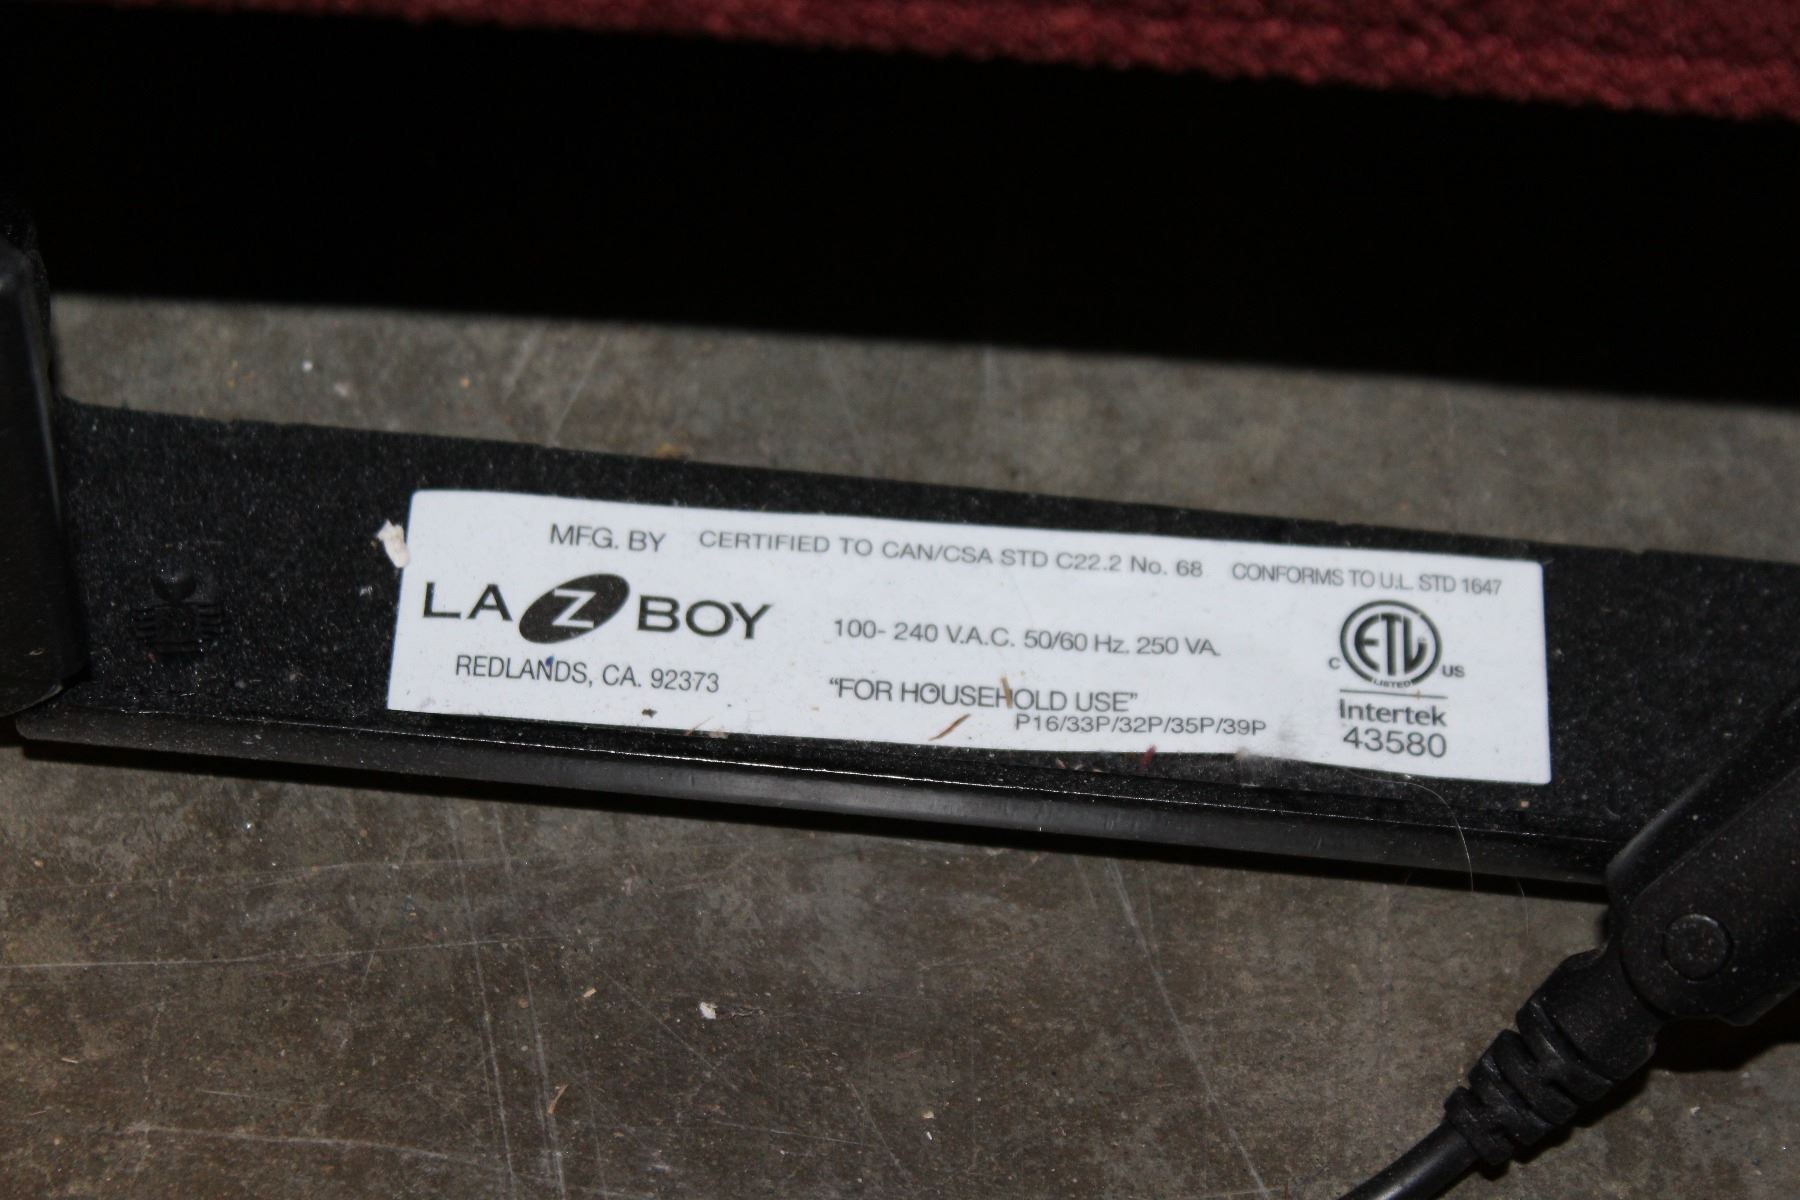 MFG. BY CERTIFIED TO CAN/CSA STD C22.2 No. 68 CONFORMS TO U.L. STD 1647
LA Z BOY
REDLANDS, CA. 92373
100- 240 V.A.C. 50/60 Hz. 250 VA.
"FOR HOUSEHOLD USE"
P16/33P/32P/35P/39P
ETL
LISTED
C US
Intertek
43580